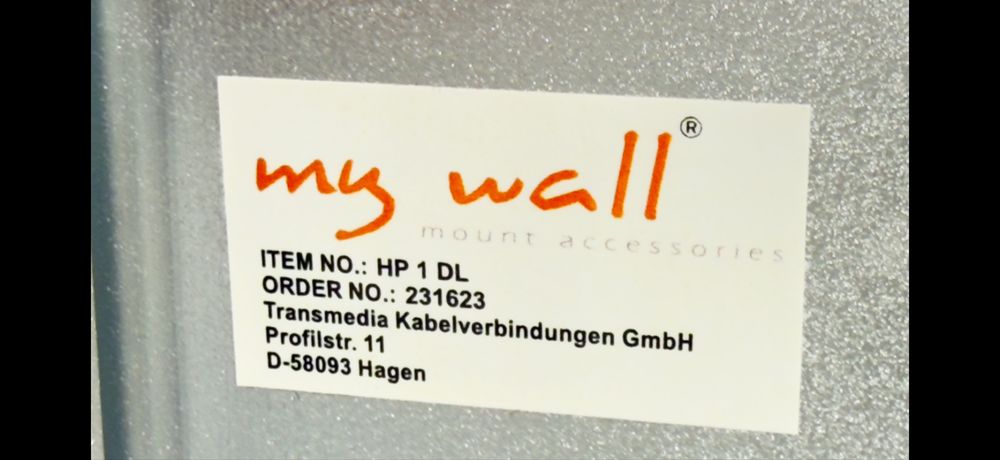 my wall ®
mount accessories
ITEM NO.: HP 1 DL
ORDER NO.: 231623
Transmedia Kabelverbindungen GmbH
Profilstr. 11
D-58093 Hagen